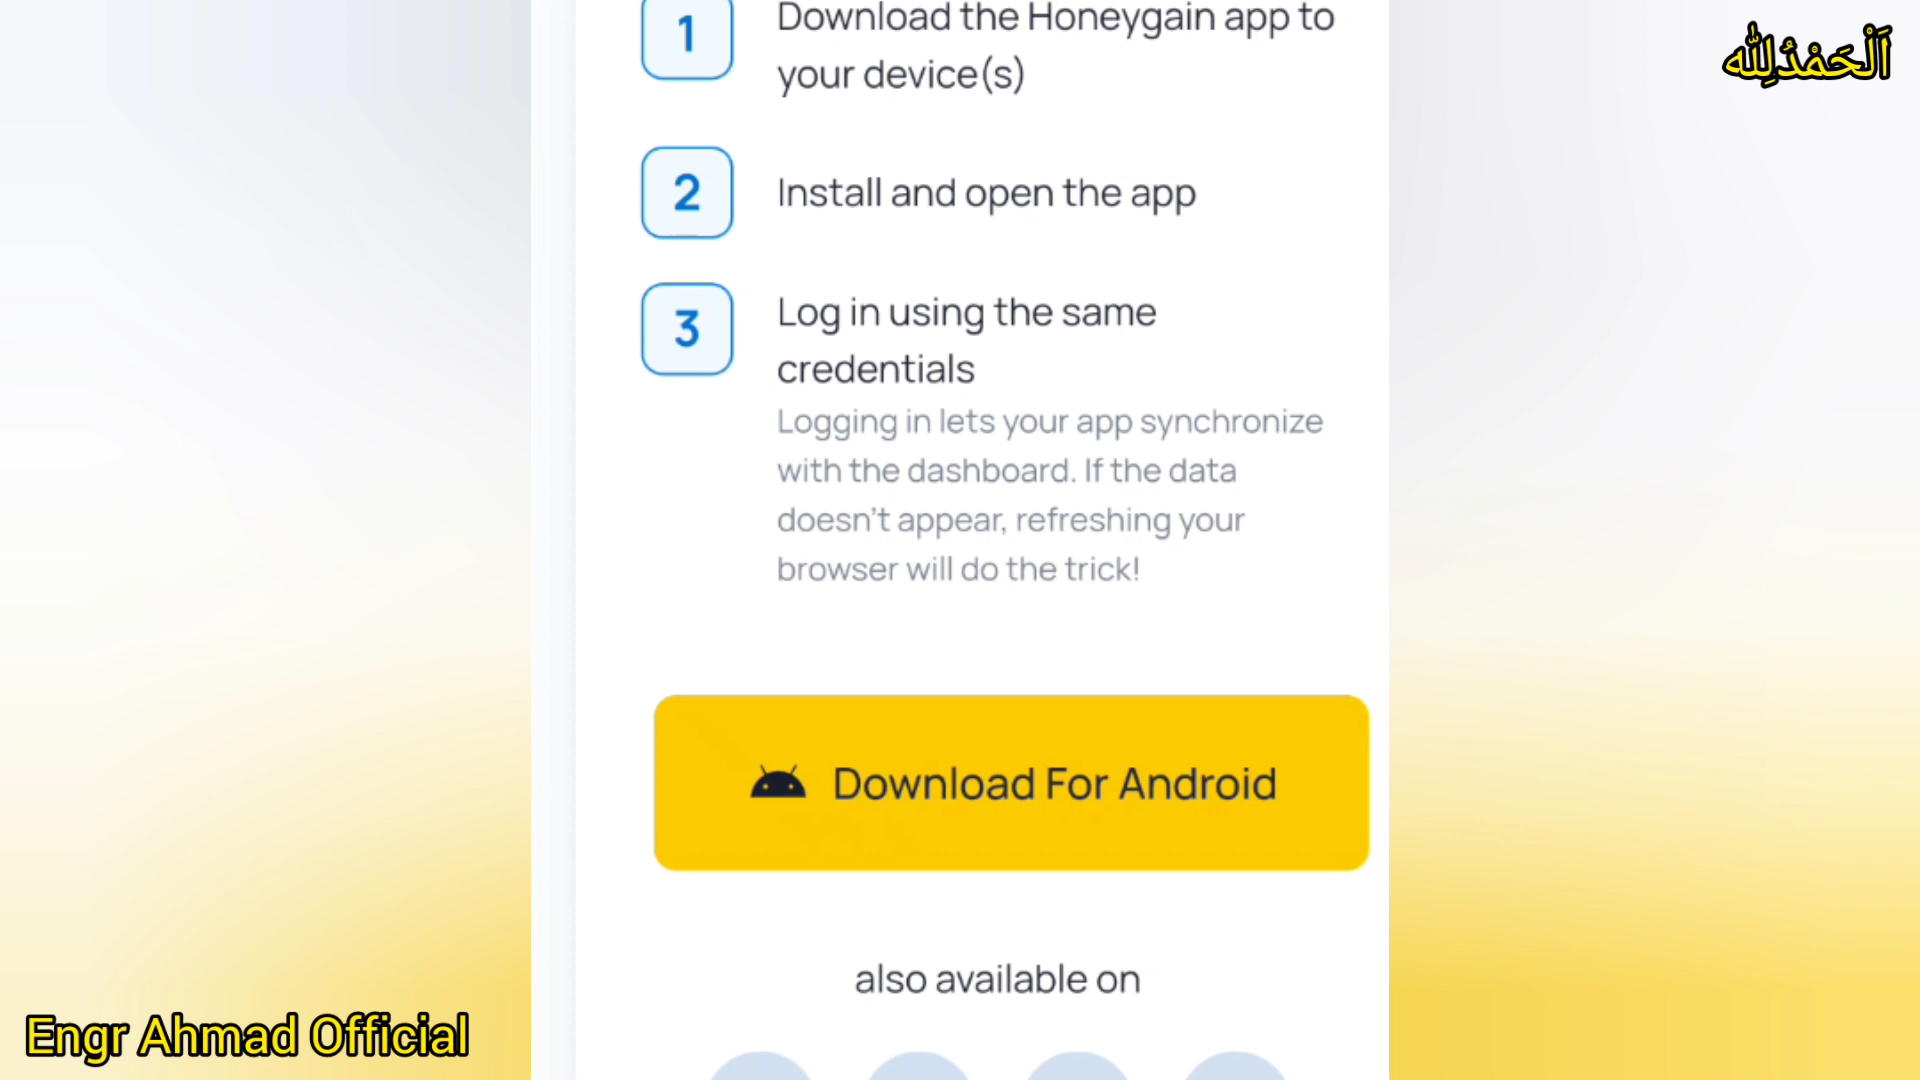 1
Download the Honeygain app to
your device(s)
اَلْحَمْدُلِلّٰه
2
Install and open the app
3
Log in using the same
credentials
Logging in lets your app synchronize
with the dashboard. If the data
doesn't appear, refreshing your
browser will do the trick!
Download For Android
also available on
Engr Ahmad Official